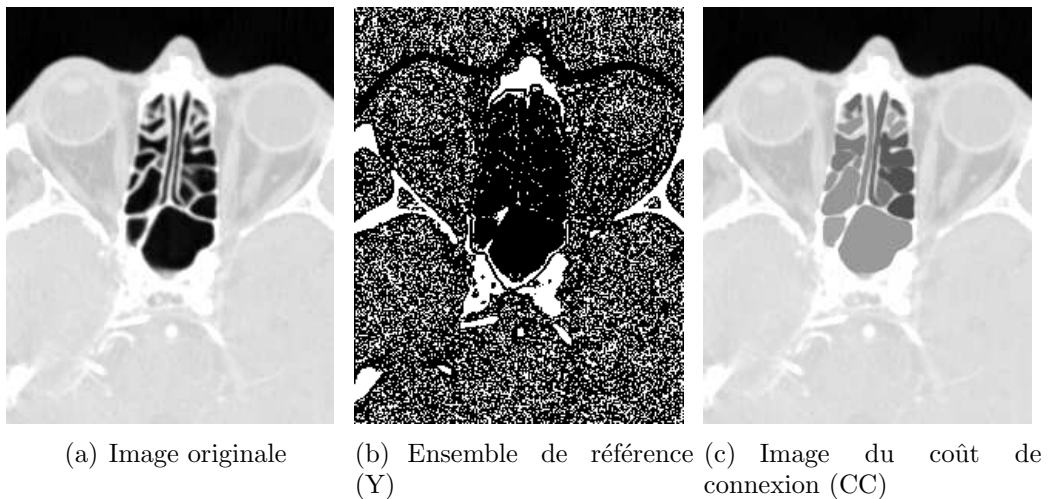 (a) Image originale
(b) Ensemble de référence
(Y)
(c) Image du coût de
connexion (CC)